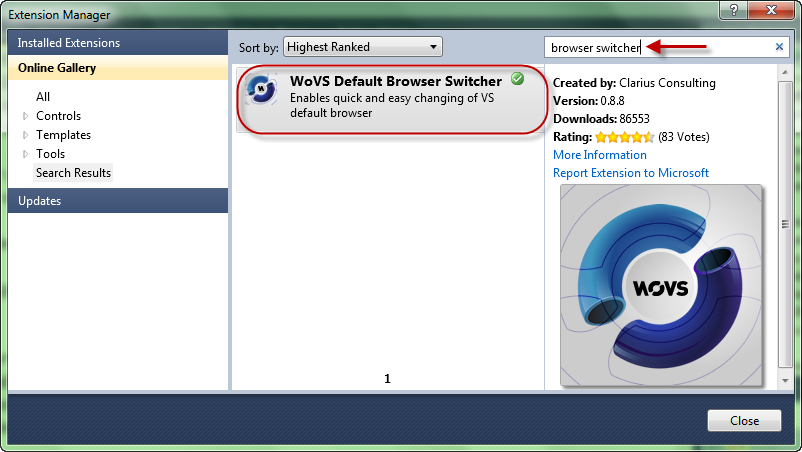 Extension Manager
Installed Extensions
Online Gallery
All
Controls
Templates
Tools
Search Results
Updates
Sort by: Highest Ranked
browser switcher
WoVS Default Browser Switcher
Enables quick and easy changing of VS
default browser
1
Created by: Clarius Consulting
Version: 0.8.8
Downloads: 86553
Rating: (83 Votes)
More Information
Report Extension to Microsoft
WOVS
Close